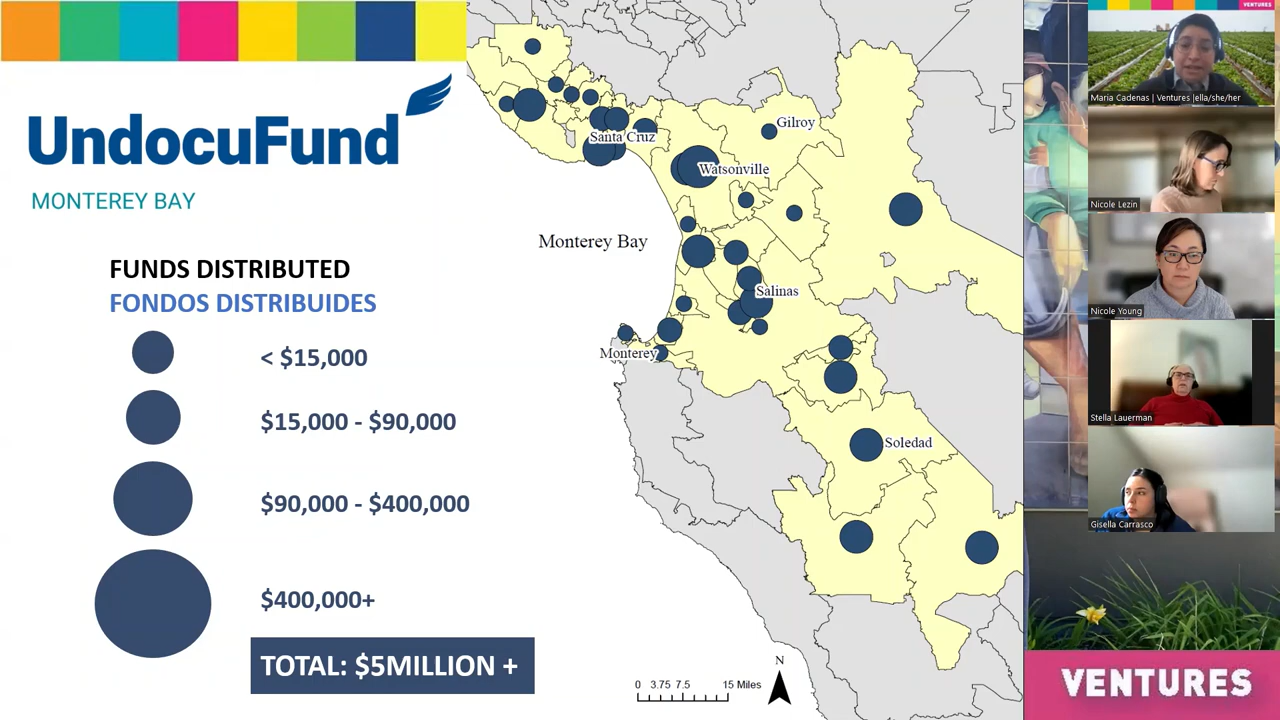 UndocuFund
MONTEREY BAY
FUNDS DISTRIBUTED
FONDOS DISTRIBUIDES
< $15,000
$15,000 - $90,000
$90,000 - $400,000
$400,000+
TOTAL: $5MILLION +
Santa Cruz
Gilroy
Watsonville
Monterey Bay
Salinas
Monterey
Soledad
N
0 3.75 7.5 15 Miles
VENTURES
Maria Cadenas | Ventures |ella/she/her
Nicole Lezin
Nicole Young
Stella Lauerman
Gisella Carrasco
VENTURES